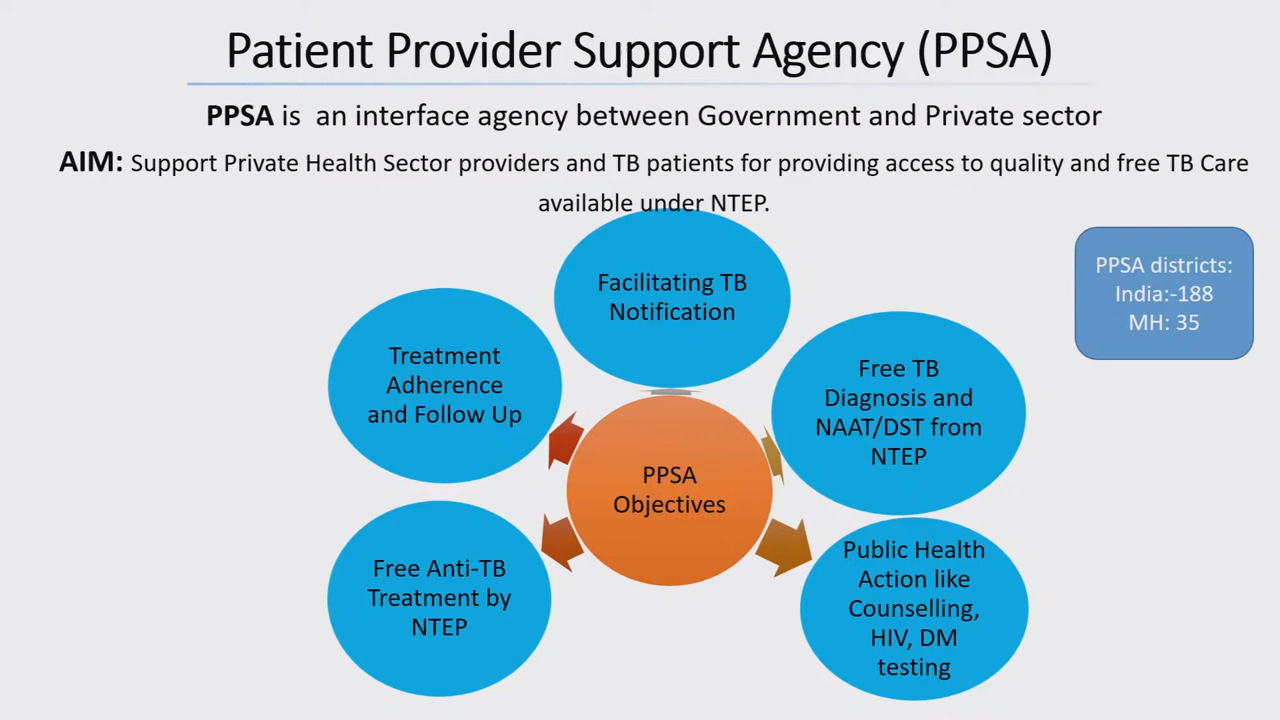 Patient Provider Support Agency (PPSA)
PPSA is an interface agency between Government and Private sector
AIM: Support Private Health Sector providers and TB patients for providing access to quality and free TB Care
available under NTEP.
PPSA districts:
India:-188
MH: 35
Facilitating TB
Notification
Free TB
Diagnosis and
NAAT/DST from
NTEP
Public Health
Action like
Counselling,
HIV, DM
testing
Free Anti-TB
Treatment by
NTEP
Treatment
Adherence
and Follow Up
PPSA
Objectives